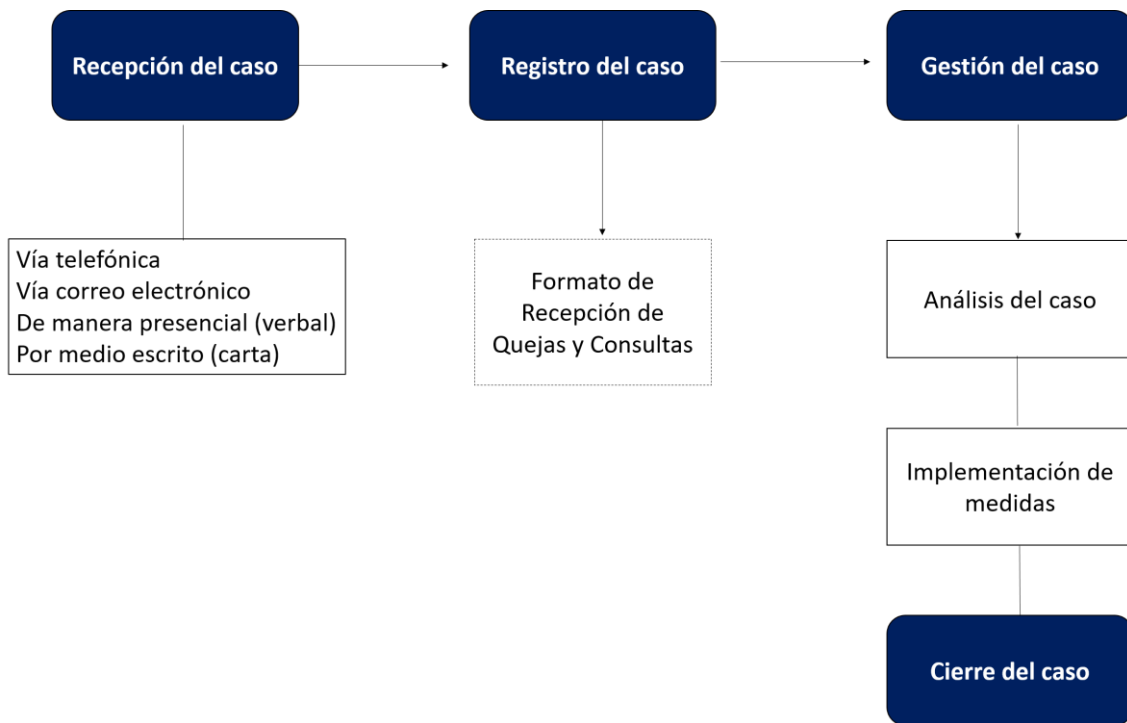 Recepción del caso
Registro del caso
Gestión del caso
Vía telefónica
Vía correo electrónico
De manera presencial (verbal)
Por medio escrito (carta)
Formato de
Recepción de
Quejas y Consultas
Análisis del caso
Implementación de
medidas
Cierre del caso